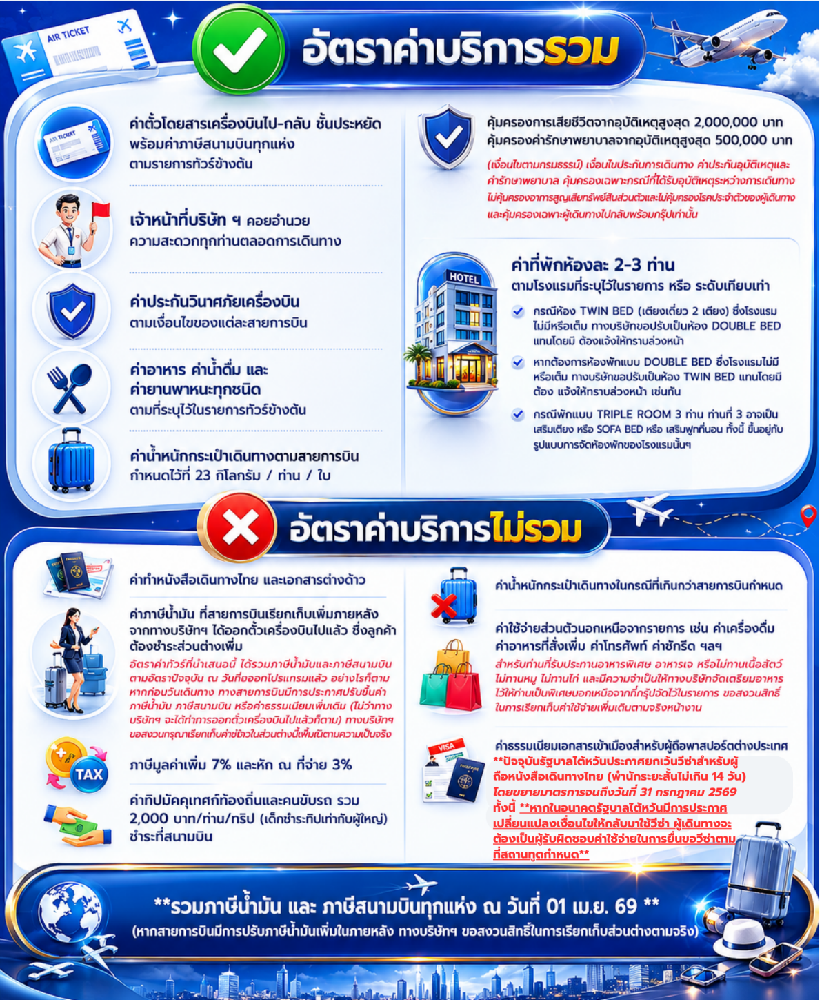 AIR TICKET
อัตราค่าบริการรวม
AIR TICKET
ค่าตั๋วโดยสารเครื่องบินไป-กลับ ชั้นประหยัด
พร้อมค่าภาษีสนามบินทุกแห่ง
ตามรายการทัวร์ข้างต้น
เจ้าหน้าที่บริษัท ฯ คอยอำนวย
ความสะดวกทุกท่านตลอดการเดินทาง
ค่าประกันวินาศภัยเครื่องบิน
ตามเงื่อนไขของแต่ละสายการบิน
ค่าอาหาร ค่าน้ำดื่ม และ
ค่ายานพาหนะทุกชนิด
ตามที่ระบุไว้ในรายการทัวร์ข้างต้น
ค่าน้ำหนักกระเป๋าเดินทางตามสายการบิน
กำหนดไว้ที่ 23 กิโลกรัม / ท่าน / ใบ
คุ้มครองการเสียชีวิตจากอุบัติเหตุสูงสุด 2,000,000 บาท
คุ้มครองค่ารักษาพยาบาลจากอุบัติเหตุสูงสุด 500,000 บาท
(เงื่อนไขตามกรมธรรม์) เงื่อนไขประกันการเดินทาง ค่าประกันอุบัติเหตุและ
ค่ารักษาพยาบาล คุ้มครองเฉพาะกรณีที่ได้รับอุบัติเหตุระหว่างการเดินทาง
ไม่คุ้มครองอาการสูญเสียทรัพย์สินส่วนตัวและไม่คุ้มครองโรคประจำตัวของผู้เดินทาง
และคุ้มครองเฉพาะผู้เดินทางไปกลับพร้อมกรุ๊ปเท่านั้น
HOTEL
ค่าที่พักห้องละ 2-3 ท่าน
ตามโรงแรมที่ระบุไว้ในรายการ หรือ ระดับเทียบเท่า
กรณีห้อง TWIN BED (เตียงเดี่ยว 2 เตียง) ซึ่งโรงแรม
ไม่มีหรือเต็ม ทางบริษัทขอปรับเป็นห้อง DOUBLE BED
แทนโดยมี ต้องแจ้งให้ทราบล่วงหน้า
หากต้องการห้องพักแบบ DOUBLE BED ซึ่งโรงแรมไม่มี
หรือเต็ม ทางบริษัทขอปรับเป็นห้อง TWIN BED แทนโดยมี
ต้อง แจ้งให้ทราบล่วงหน้า เช่นกัน
กรณีพักแบบ TRIPLE ROOM 3 ท่าน ท่านที่ 3 อาจเป็น
เสริมเตียง หรือ SOFA BED หรือ เสริมฟูกที่นอน ทั้งนี้ ขึ้นอยู่กับ
รูปแบบการจัดห้องพักของโรงแรมนั้นๆ
อัตราค่าบริการไม่รวม
ค่าทำหนังสือเดินทางไทย และเอกสารต่างด้าว
ค่าภาษีน้ำมัน ที่สายการบินเรียกเก็บเพิ่มภายหลัง
จากทางบริษัทฯ ได้ออกตั๋วเครื่องบินไปแล้ว ซึ่งลูกค้า
ต้องชำระส่วนต่างเพิ่ม
อัตราค่าทัวร์ที่นำเสนอนี้ ได้รวมภาษีน้ำมันและภาษีสนามบิน
ตามอัตราปัจจุบัน ณ วันที่ออกโปรแกรมแล้ว อย่างไรก็ตาม
หากก่อนวันเดินทาง ทางสายการบินมีการประกาศปรับขึ้นค่า
ภาษีน้ำมัน ภาษีสนามบิน หรือค่าธรรมเนียมเพิ่มเติม (ไม่ว่าทาง
บริษัทฯ จะได้ทำการออกตั๋วเครื่องบินไปแล้วก็ตาม) ทางบริษัทฯ
ขอสงวนกรุณาเรียกเก็บค่าในส่วนต่างนี้เพิ่มเติมตามความเป็นจริง
TAX
ภาษีมูลค่าเพิ่ม 7% และหัก ณ ที่จ่าย 3%
ค่าทิปมัคคุเทศก์ท้องถิ่นและคนขับรถ รวม
2,000 บาท/ท่าน/ทริป (เด็กชำระทิปเท่ากับผู้ใหญ่)
ชำระที่สนามบิน
ค่าน้ำหนักกระเป๋าเดินทางในกรณีที่เกินกว่าสายการบินกำหนด
ค่าใช้จ่ายส่วนตัวนอกเหนือจากรายการ เช่น ค่าเครื่องดื่ม
ค่าอาหารที่สั่งเพิ่ม ค่าโทรศัพท์ ค่าซักรีด ฯลฯ
สำหรับท่านที่รับประทานอาหารพิเศษ อาหารเจ หรือไม่ทานเนื้อสัตว์
ไม่ทานหมู ไม่ทานไก่ และมีความจำเป็นให้ทางบริษัทจัดเตรียมอาหาร
ไว้ให้ท่านเป็นพิเศษนอกเหนือจากที่กรุ๊ปจัดไว้ในรายการ ขอสงวนสิทธิ์
ในการเรียกเก็บค่าใช้จ่ายเพิ่มเติมตามจริงหน้างาน
VISA
ค่าธรรมเนียมเอกสารเข้าเมืองสำหรับผู้ถือพาสปอร์ตต่างประเทศ
**ปัจจุบันรัฐบาลไต้หวันประกาศยกเว้นวีซ่าสำหรับผู้
ถือหนังสือเดินทางไทย (พำนักระยะสั้นไม่เกิน 14 วัน)
โดยขยายมาตรการจนถึงวันที่ 31 กรกฎาคม 2569
ทั้งนี้ **หากในอนาคตรัฐบาลไต้หวันมีการประกาศ
เปลี่ยนแปลงเงื่อนไขให้กลับมาใช้วีซ่า ผู้เดินทางจะ
ต้องเป็นผู้รับผิดชอบค่าใช้จ่ายในการยื่นขอวีซ่าตาม
ที่สถานทูตกำหนด**
**รวมภาษีน้ำมัน และ ภาษีสนามบินทุกแห่ง ณ วันที่ 01 เม.ย. 69 **
(หากสายการบินมีการปรับภาษีน้ำมันเพิ่มในภายหลัง ทางบริษัทฯ ขอสงวนสิทธิ์ในการเรียกเก็บส่วนต่างตามจริง)